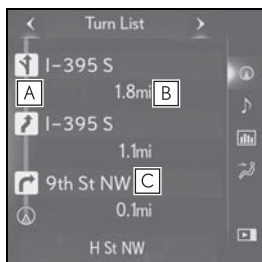 Turn List
I-395 S
A
1.8mi B
I-395 S
1.1mi
9th St NW C
0.1mi
H St NW